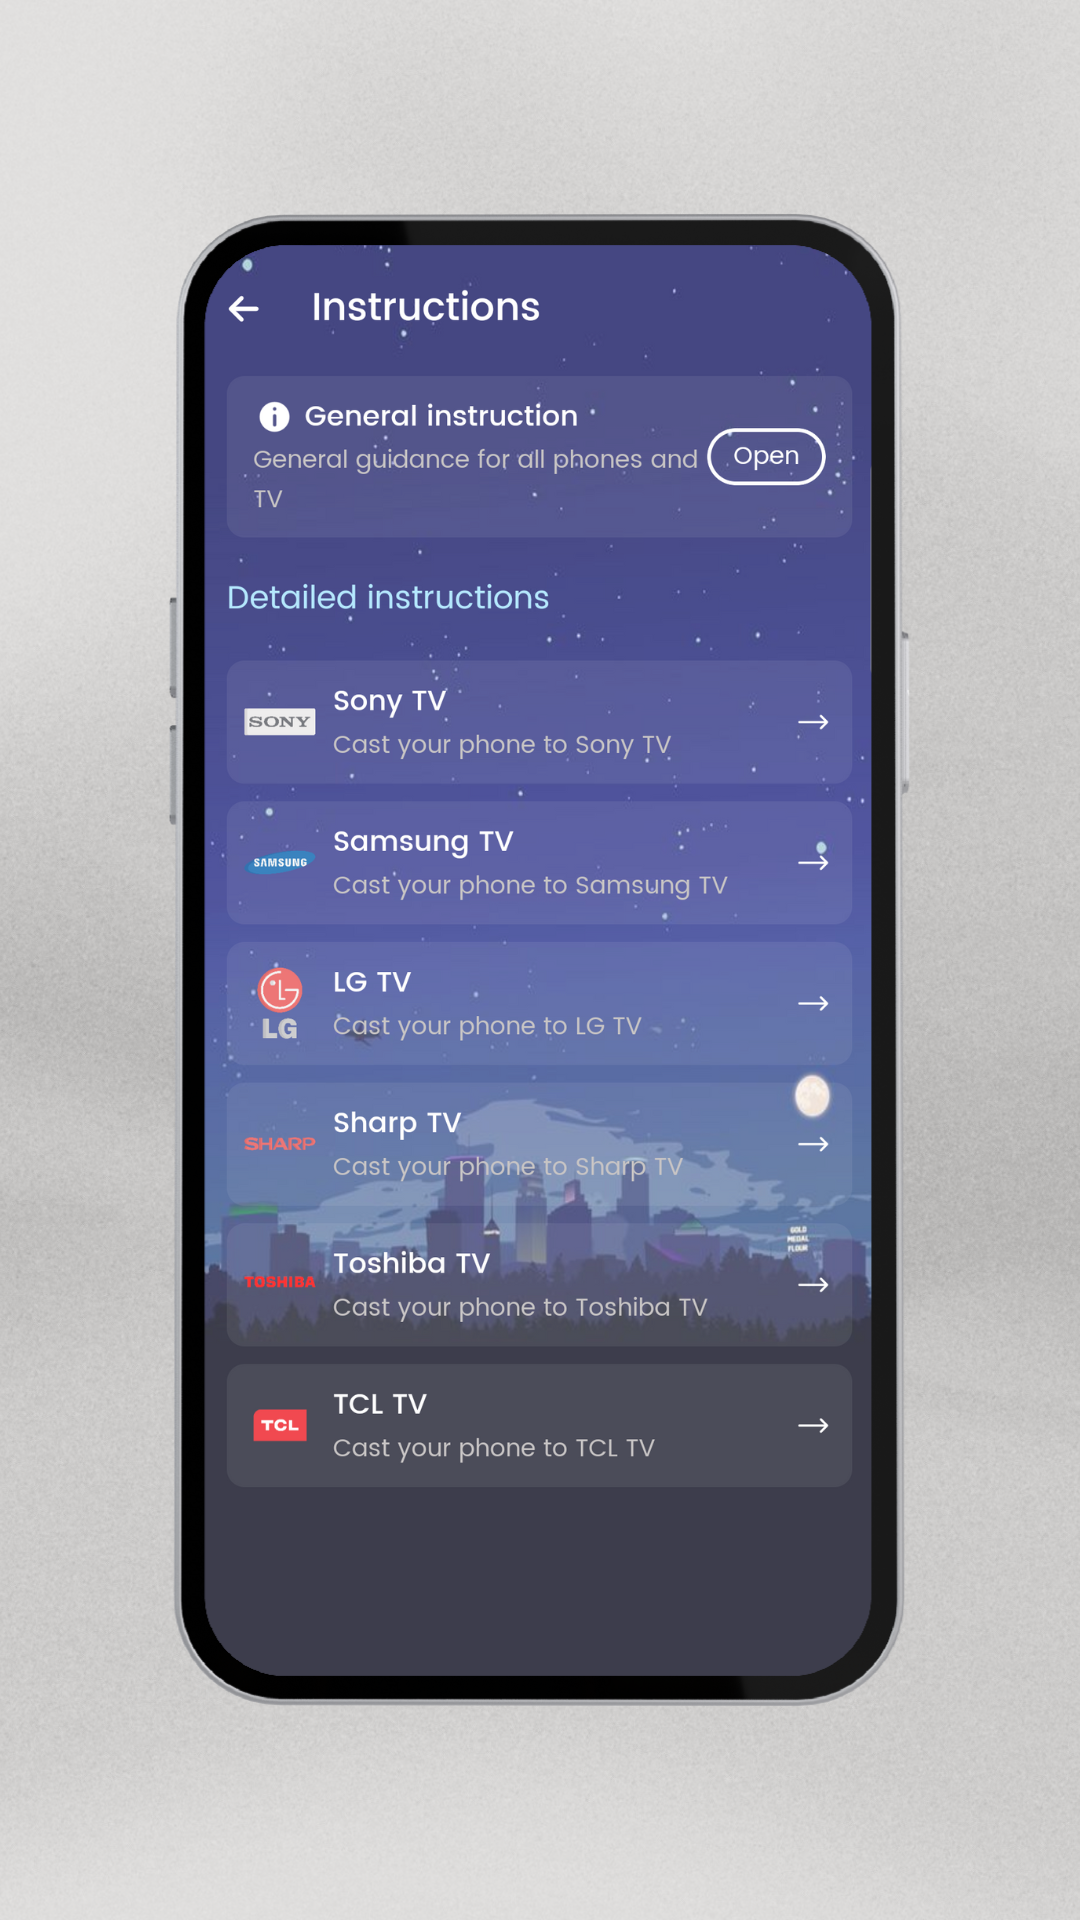 Instructions
General instruction
General guidance for all phones and
TV
Open
Detailed instructions
SONY
Sony TV
Cast your phone to Sony TV
SAMSUNG
Samsung TV
Cast your phone to Samsung TV
LG
LG TV
Cast your phone to LG TV
SHARP
Sharp TV
Cast your phone to Sharp TV
GOLD
MEDAL
FLOUR
TOSHIBA
Toshiba TV
Cast your phone to Toshiba TV
TCL
TCL TV
Cast your phone to TCL TV